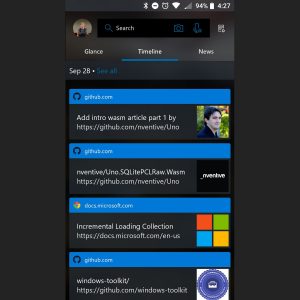 94% 4:27
Search
Glance Timeline News
Sep 28 • See all
github.com
Add intro wasm article part 1 by
https://github.com/nventive/Uno
github.com
nventive/Uno.SQLitePCLRaw.Wasm
https://github.com/nventive/Uno
_nventive
docs.microsoft.com
Incremental Loading Collection
https://docs.microsoft.com/en-us
github.com
windows-toolkit/
https://github.com/windows-toolkit